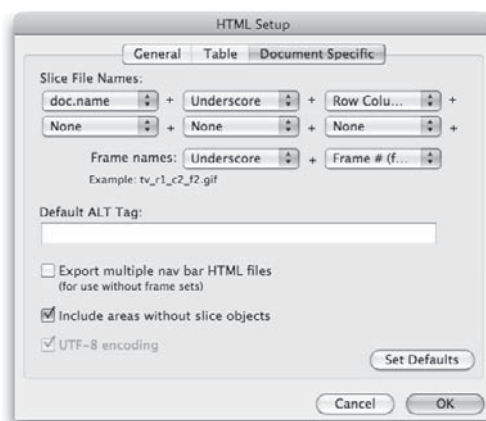 HTML Setup
General Table Document Specific
Slice File Names:
doc.name + Underscore + Row Colu... +
None + None + None +
Frame names: Underscore + Frame # (f...
Example: tv_r1_c2_f2.gif
Default ALT Tag:
Export multiple nav bar HTML files
(for use without frame sets)
Include areas without slice objects
UTF-8 encoding
Set Defaults
Cancel OK